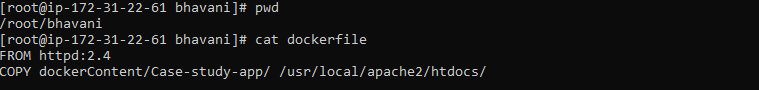 [root@ip-172-31-22-61 bhavani]# pwd
/root/bhavani
[root@ip-172-31-22-61 bhavani]# cat dockerfile
FROM httpd:2.4
COPY dockerContent/Case-study-app/ /usr/local/apache2/htdocs/